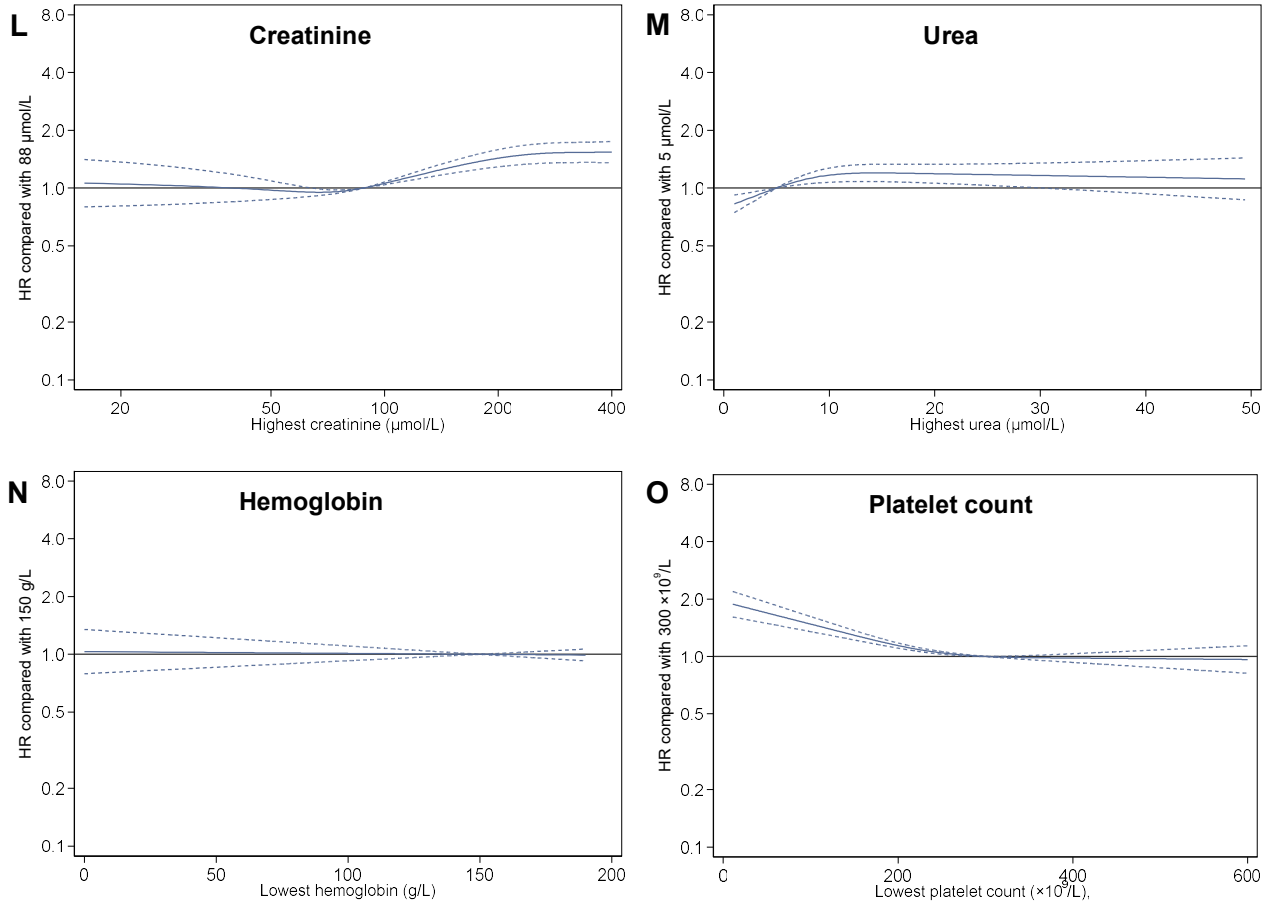 L
Creatinine
HR compared with 88 µmol/L
8.0
4.0
2.0
1.0
0.5
0.2
0.1
20 50 100 200 400
Highest creatinine (µmol/L)
M
Urea
HR compared with 5 µmol/L
8.0
4.0
2.0
1.0
0.5
0.2
0.1
0 10 20 30 40 50
Highest urea (µmol/L)
N
Hemoglobin
HR compared with 150 g/L
8.0
4.0
2.0
1.0
0.5
0.2
0.1
0 50 100 150 200
Lowest hemoglobin (g/L)
O
Platelet count
HR compared with 300 ×10⁹/L
8.0
4.0
2.0
1.0
0.5
0.2
0.1
0 200 400 600
Lowest platelet count (×10⁹/L),